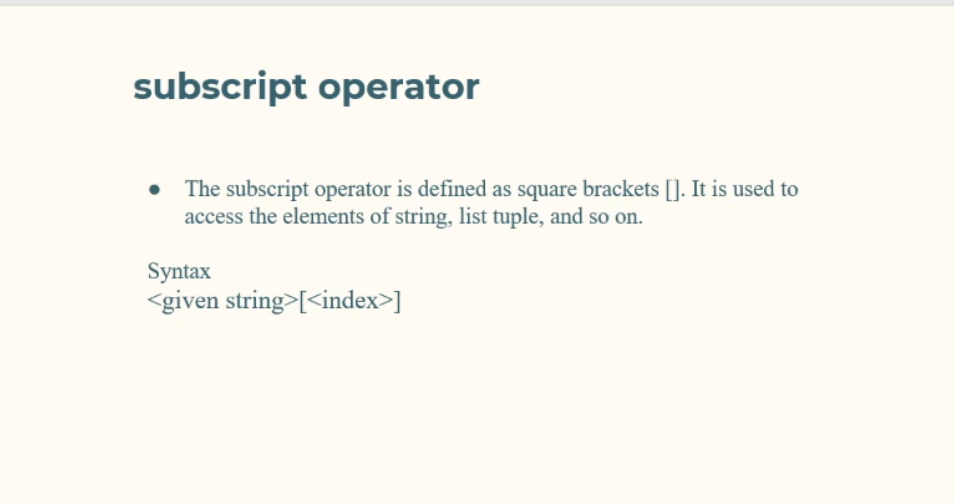 subscript operator
● The subscript operator is defined as square brackets []. It is used to
access the elements of string, list tuple, and so on.
Syntax
<given string>[<index>]